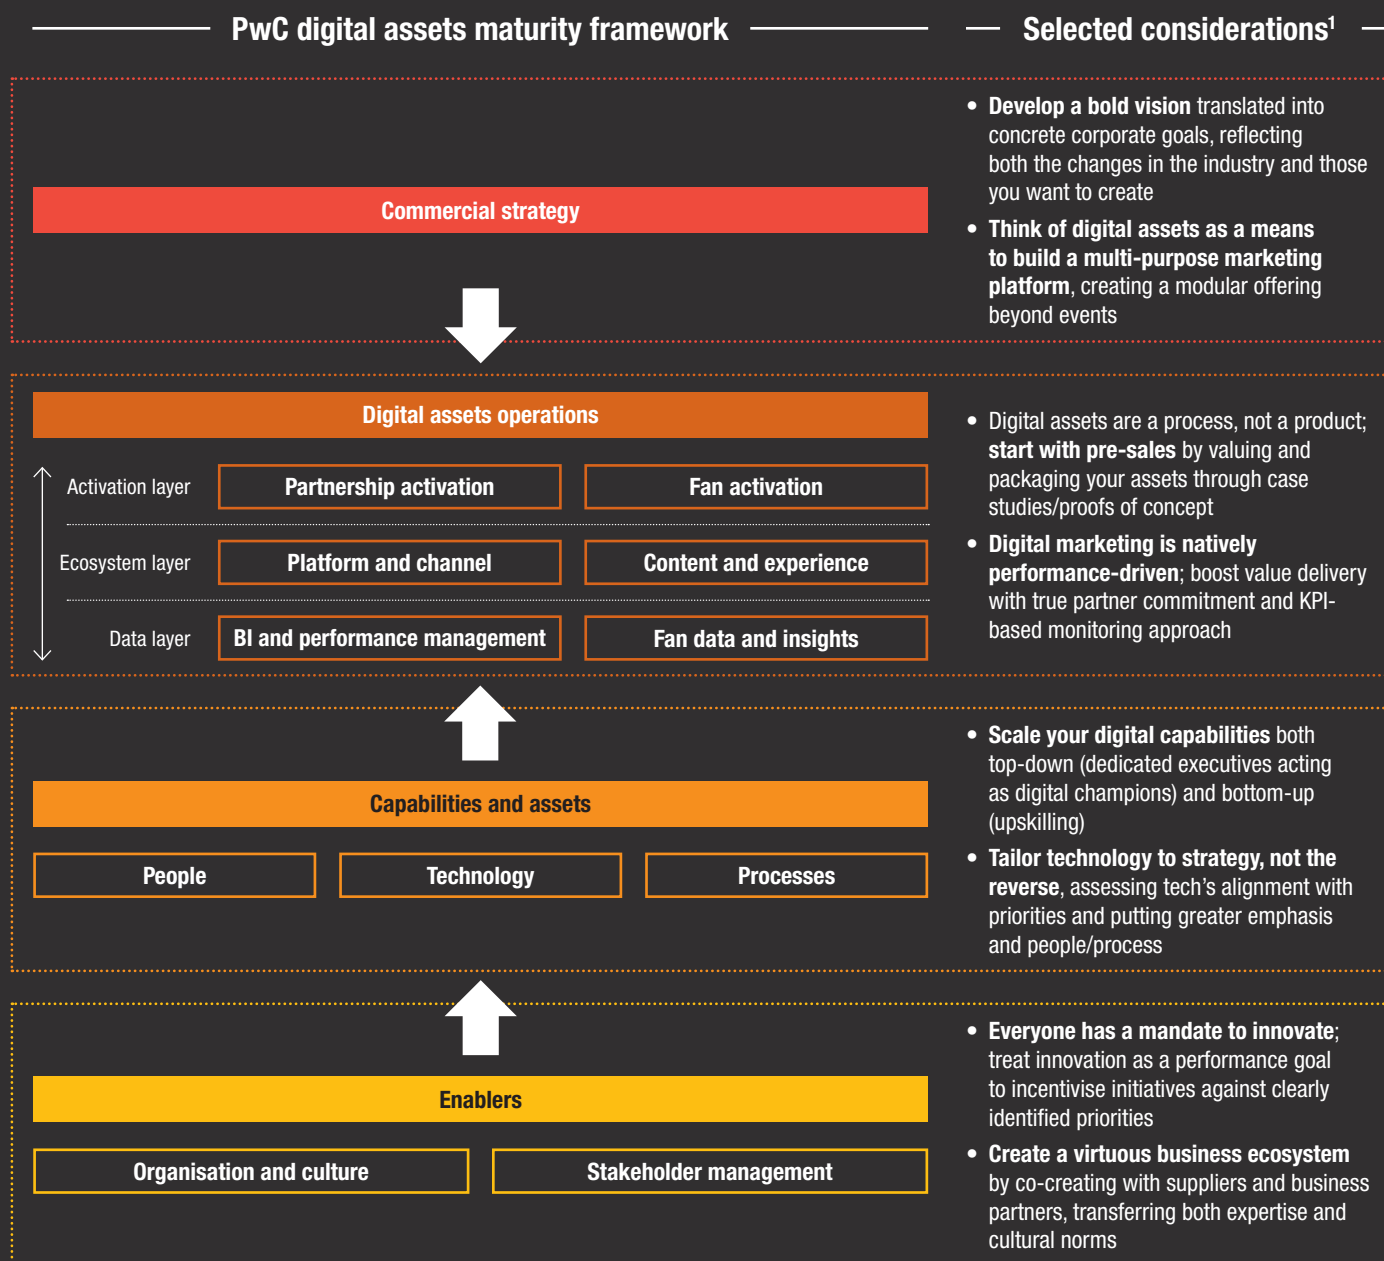 PwC digital assets maturity framework
Selected considerations¹
Commercial strategy
• Develop a bold vision translated into
concrete corporate goals, reflecting
both the changes in the industry and those
you want to create
• Think of digital assets as a means
to build a multi-purpose marketing
platform, creating a modular offering
beyond events
Digital assets operations
Activation layer
Partnership activation
Fan activation
Ecosystem layer
Platform and channel
Content and experience
Data layer
BI and performance management
Fan data and insights
• Digital assets are a process, not a product;
start with pre-sales by valuing and
packaging your assets through case
studies/proofs of concept
• Digital marketing is natively
performance-driven; boost value delivery
with true partner commitment and KPI-
based monitoring approach
Capabilities and assets
People
Technology
Processes
• Scale your digital capabilities both
top-down (dedicated executives acting
as digital champions) and bottom-up
(upskilling)
• Tailor technology to strategy, not the
reverse, assessing tech’s alignment with
priorities and putting greater emphasis
and people/process
Enablers
Organisation and culture
Stakeholder management
• Everyone has a mandate to innovate;
treat innovation as a performance goal
to incentivise initiatives against clearly
identified priorities
• Create a virtuous business ecosystem
by co-creating with suppliers and business
partners, transferring both expertise and
cultural norms